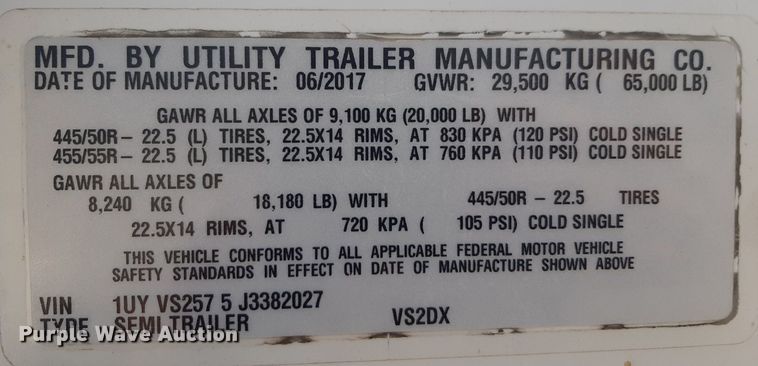 MFD. BY UTILITY TRAILER MANUFACTURING CO.
DATE OF MANUFACTURE: 06/2017 GVWR: 29,500 KG ( 65,000 LB)
GAWR ALL AXLES OF 9,100 KG (20,000 LB) WITH
445/50R - 22.5 (L) TIRES, 22.5X14 RIMS, AT 830 KPA (120 PSI) COLD SINGLE
455/55R - 22.5 (L) TIRES, 22.5X14 RIMS, AT 760 KPA (110 PSI) COLD SINGLE
GAWR ALL AXLES OF
8,240 KG ( 18,180 LB) WITH 445/50R - 22.5 TIRES
22.5X14 RIMS, AT 720 KPA ( 105 PSI) COLD SINGLE
THIS VEHICLE CONFORMS TO ALL APPLICABLE FEDERAL MOTOR VEHICLE
SAFETY STANDARDS IN EFFECT ON DATE OF MANUFACTURE SHOWN ABOVE
VIN 1UY VS257 5 J3382027
TYPE SEMI TRAILER VS2DX
Purple Wave Auction